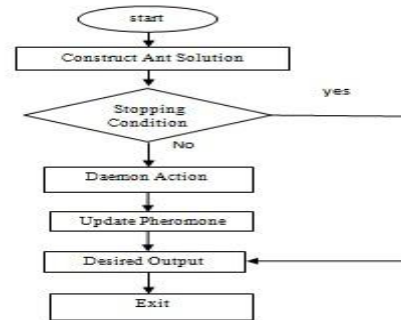 start
Construct Ant Solution
yes
Stopping
Condition
No
Daemon Action
Update Pheromone
Desired Output
Exit